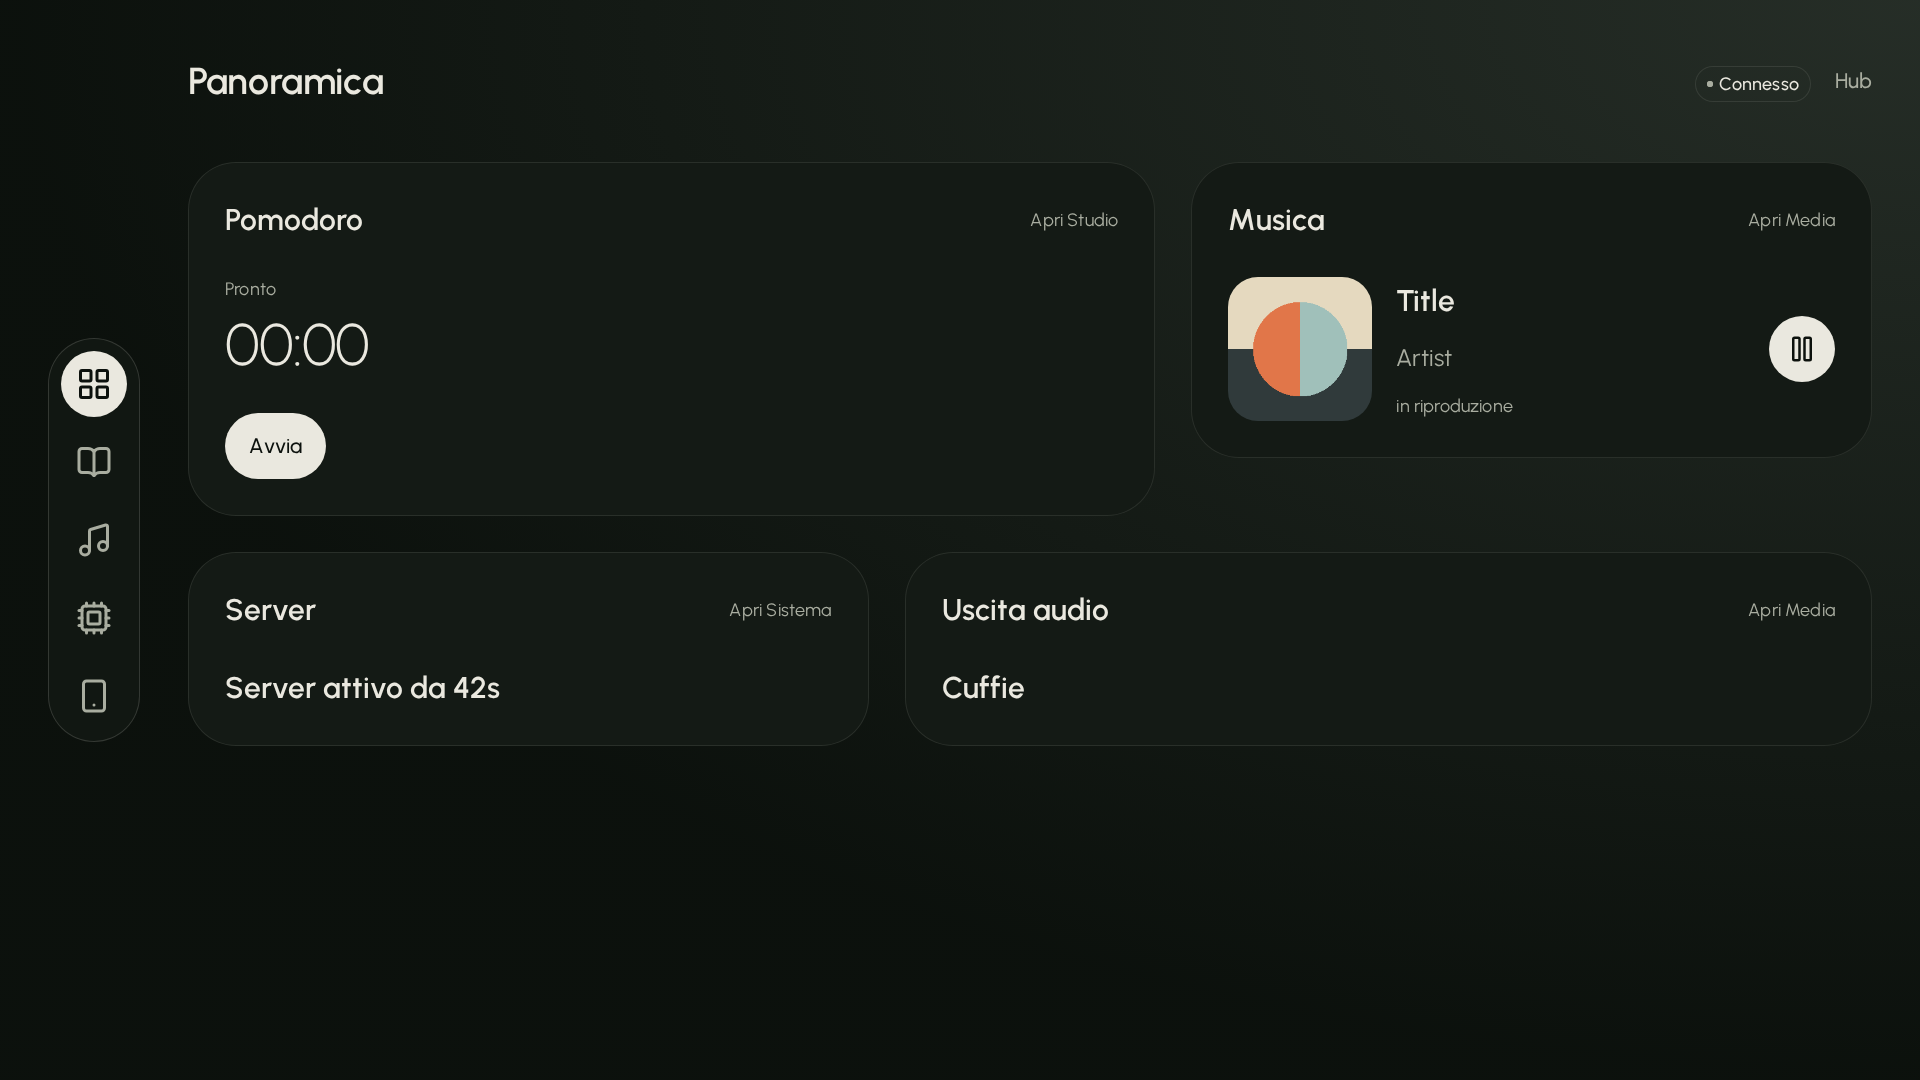 Panoramica
Connesso
Hub
Pomodoro
Apri Studio
Pronto
00:00
Avvia
Musica
Apri Media
Title
Artist
in riproduzione
Server
Apri Sistema
Server attivo da 42s
Uscita audio
Apri Media
Cuffie